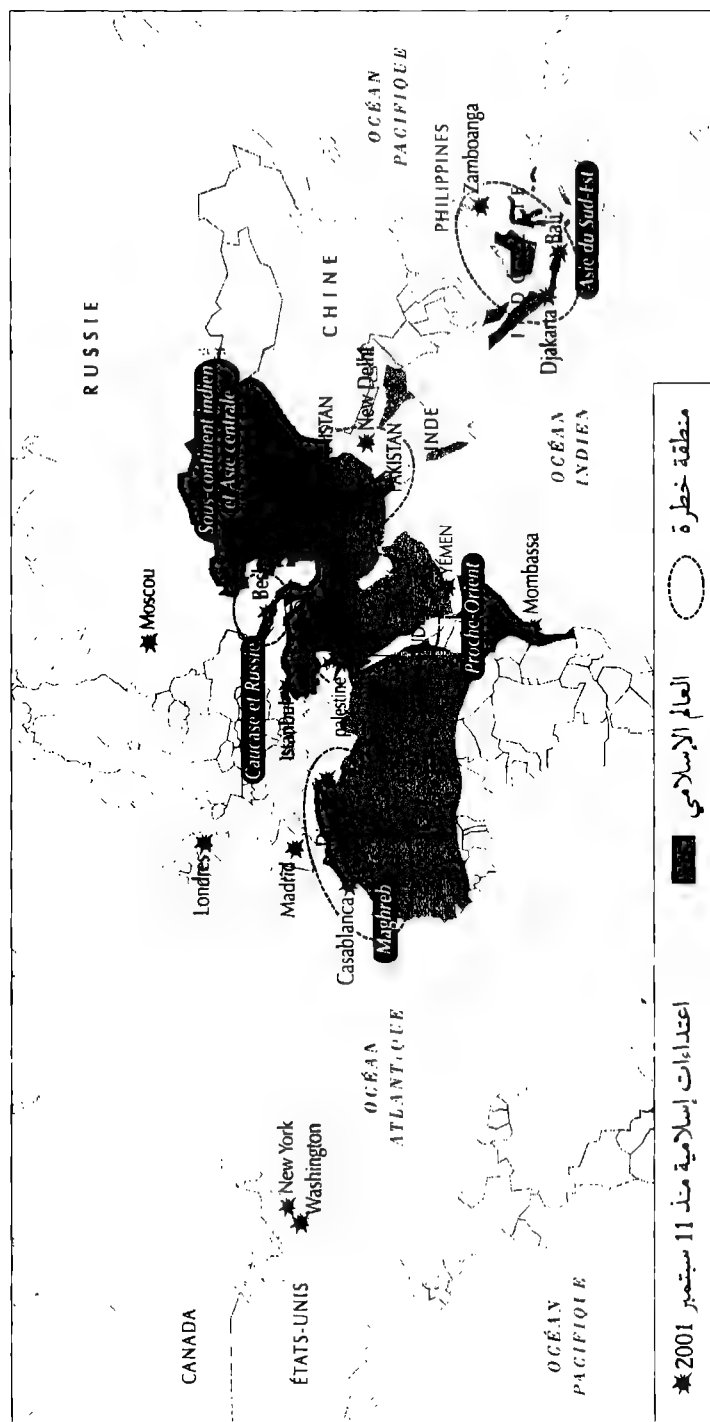 CANADA
ÉTATS-UNIS
OCÉAN
PACIFIQUE
New York
Washington
OCÉAN
ATLANTIQUE
Londres
Madrid
Casablanca
Maghreb
Moscou
Caucase et Russie
Istanbul
palestine
Proche-Orient
YÉMEN
Mombassa
RUSSIE
Sous-continent indien
et Asie centrale
PAKISTAN
New Delhi
INDE
CHINE
OCÉAN
INDIEN
OCÉAN
PACIFIQUE
PHILIPPINES
Zamboanga
Djakarta
Bali
Asie du Sud-Est
اعتداءات إسلامية منذ 11 سبتمبر 2001
العالم الإسلامي
منطقة خطرة